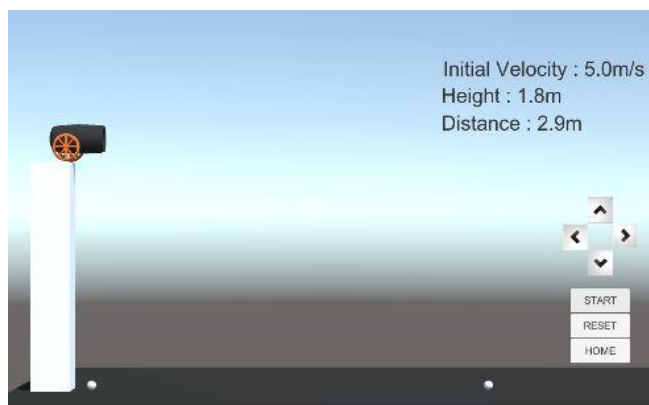 Initial Velocity : 5.0m/s
Height : 1.8m
Distance : 2.9m
START
RESET
HOME